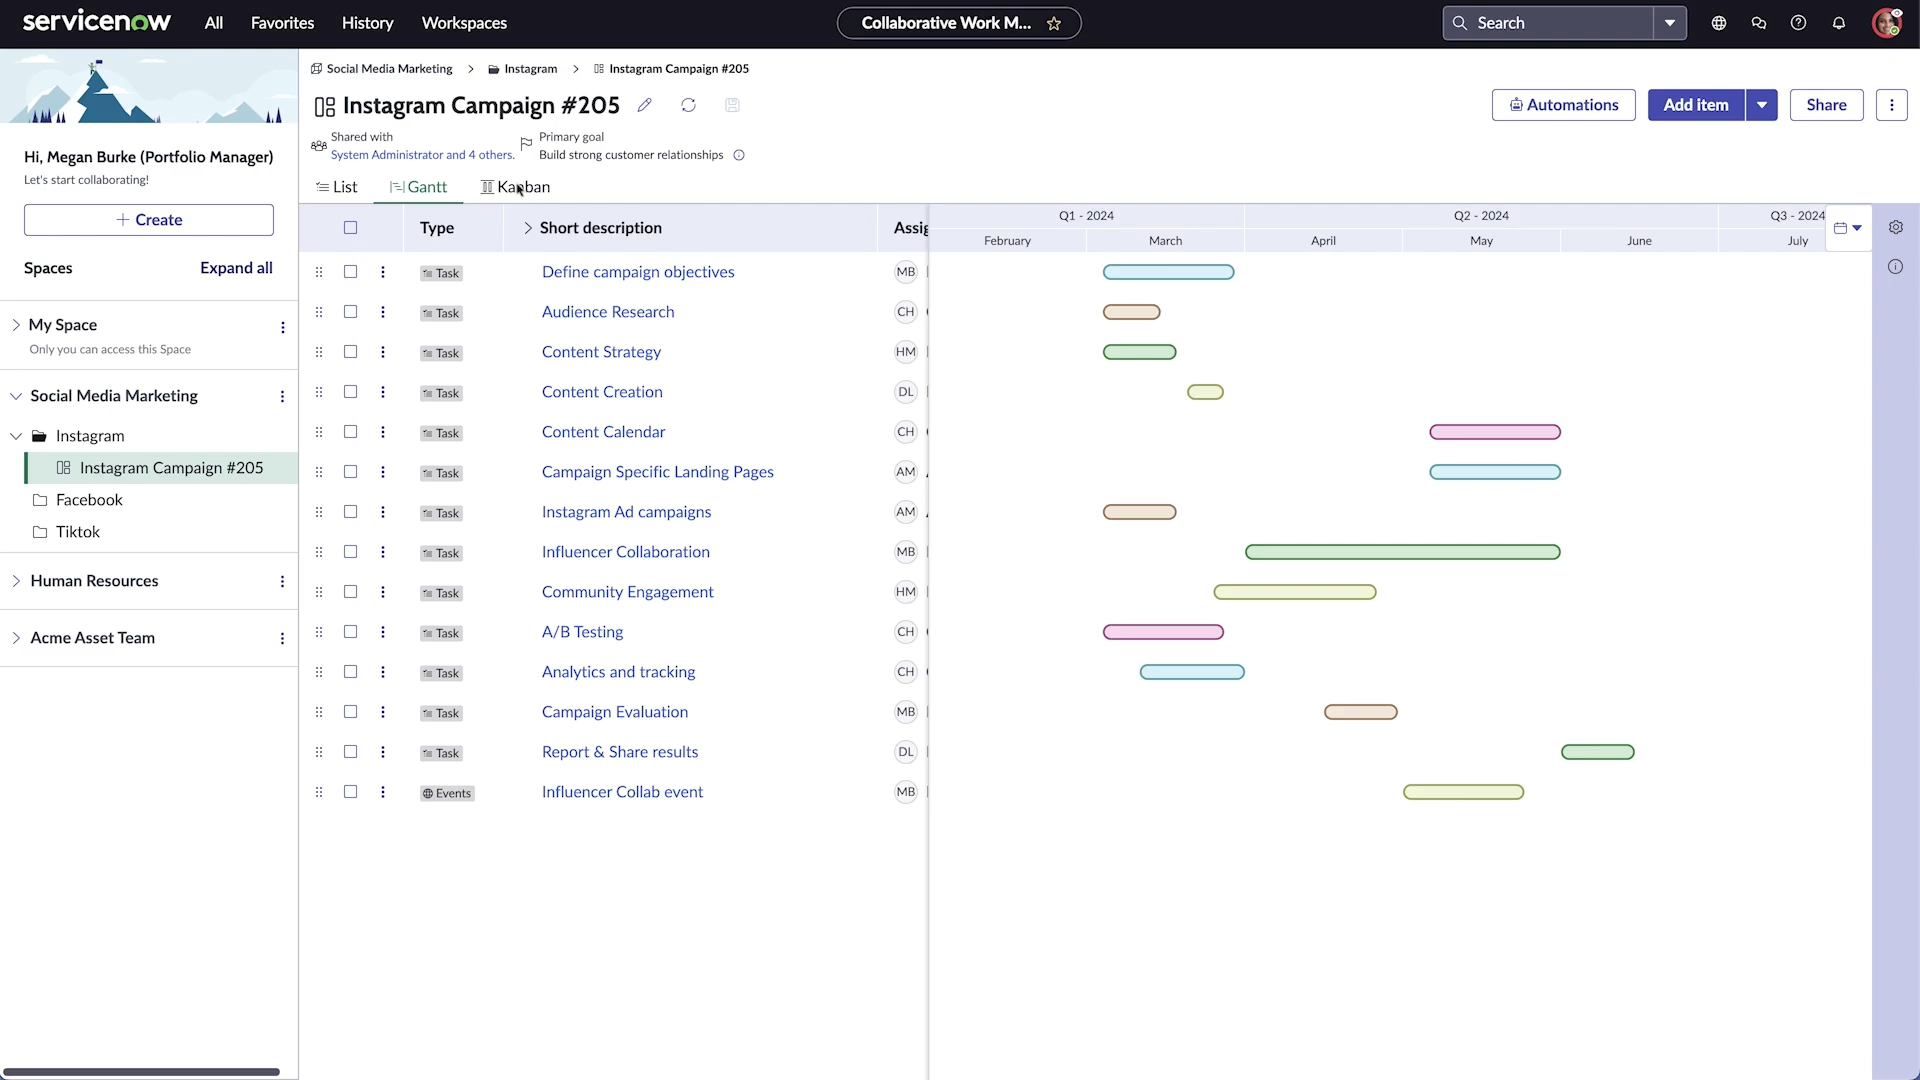 servicenow All Favorites History Workspaces Collaborative Work M... Search
Social Media Marketing > Instagram > Instagram Campaign #205
Instagram Campaign #205
Automations Add item Share
Shared with
System Administrator and 4 others.
Primary goal
Build strong customer relationships
List Gantt Kanban
Hi, Megan Burke (Portfolio Manager)
Let's start collaborating!
+ Create
Spaces Expand all
My Space
Only you can access this Space
Social Media Marketing
Instagram
Instagram Campaign #205
Facebook
Tiktok
Human Resources
Acme Asset Team
Type Short description Assig
Q1 - 2024 Q2 - 2024 Q3 - 2024
February March April May June July
Task Define campaign objectives MB
Task Audience Research CH
Task Content Strategy HM
Task Content Creation DL
Task Content Calendar CH
Task Campaign Specific Landing Pages AM
Task Instagram Ad campaigns AM
Task Influencer Collaboration MB
Task Community Engagement HM
Task A/B Testing CH
Task Analytics and tracking CH
Task Campaign Evaluation MB
Task Report & Share results DL
Events Influencer Collab event MB